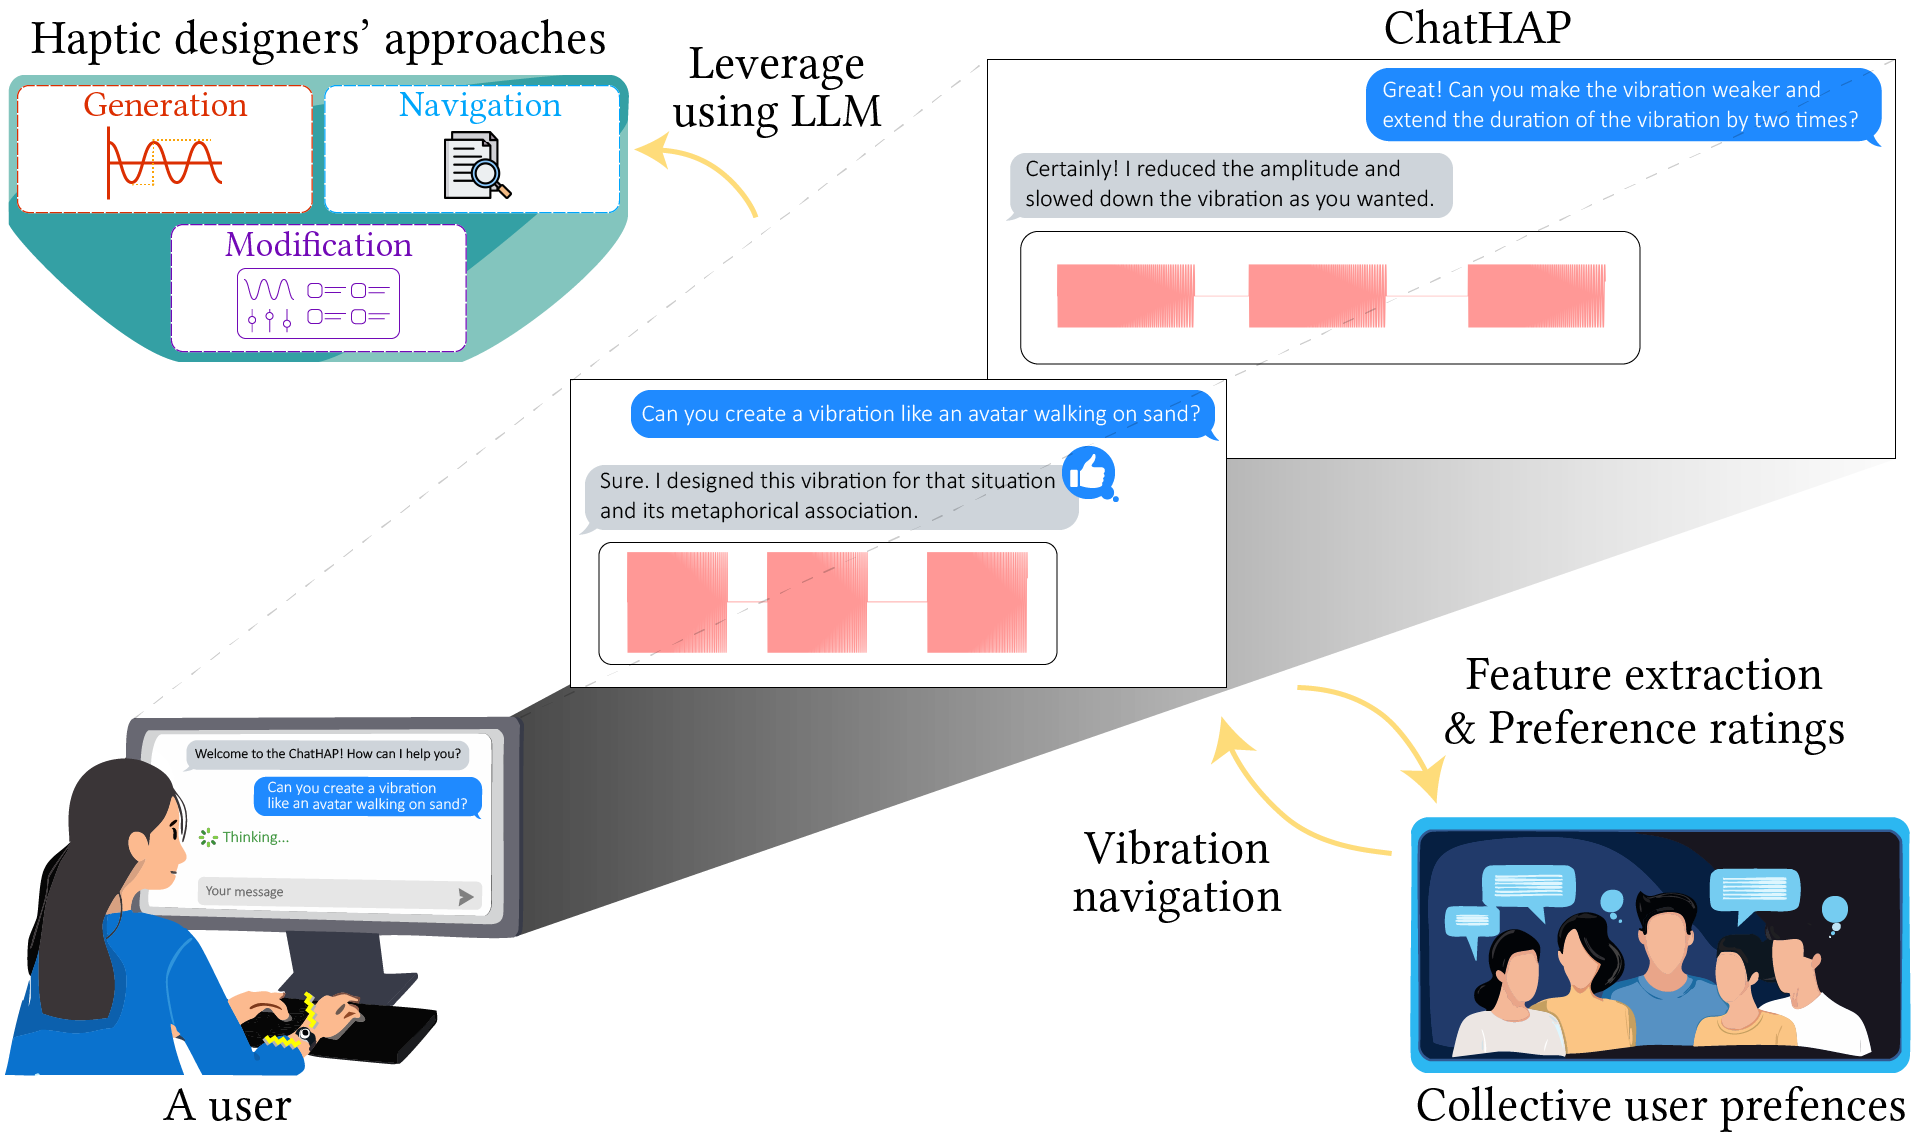 Haptic designers’ approaches
Generation
Navigation
Modification
Leverage
using LLM
ChatHAP
Great! Can you make the vibration weaker and
extend the duration of the vibration by two times?
Certainly! I reduced the amplitude and
slowed down the vibration as you wanted.
Can you create a vibration like an avatar walking on sand?
Sure. I designed this vibration for that situation
and its metaphorical association.
Welcome to the ChatHAP! How can I help you?
Can you create a vibration
like an avatar walking on sand?
Thinking...
Your message
A user
Feature extraction
& Preference ratings
Vibration
navigation
Collective user prefences